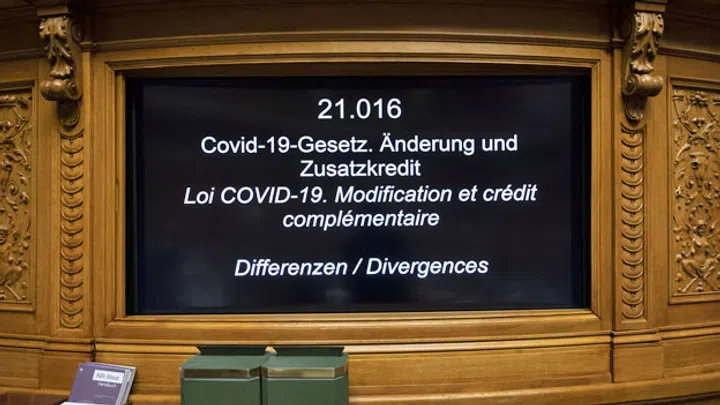 21.016
Covid-19-Gesetz. Änderung und
Zusatzkredit
Loi COVID-19. Modification et crédit
complémentaire
Differenzen / Divergences